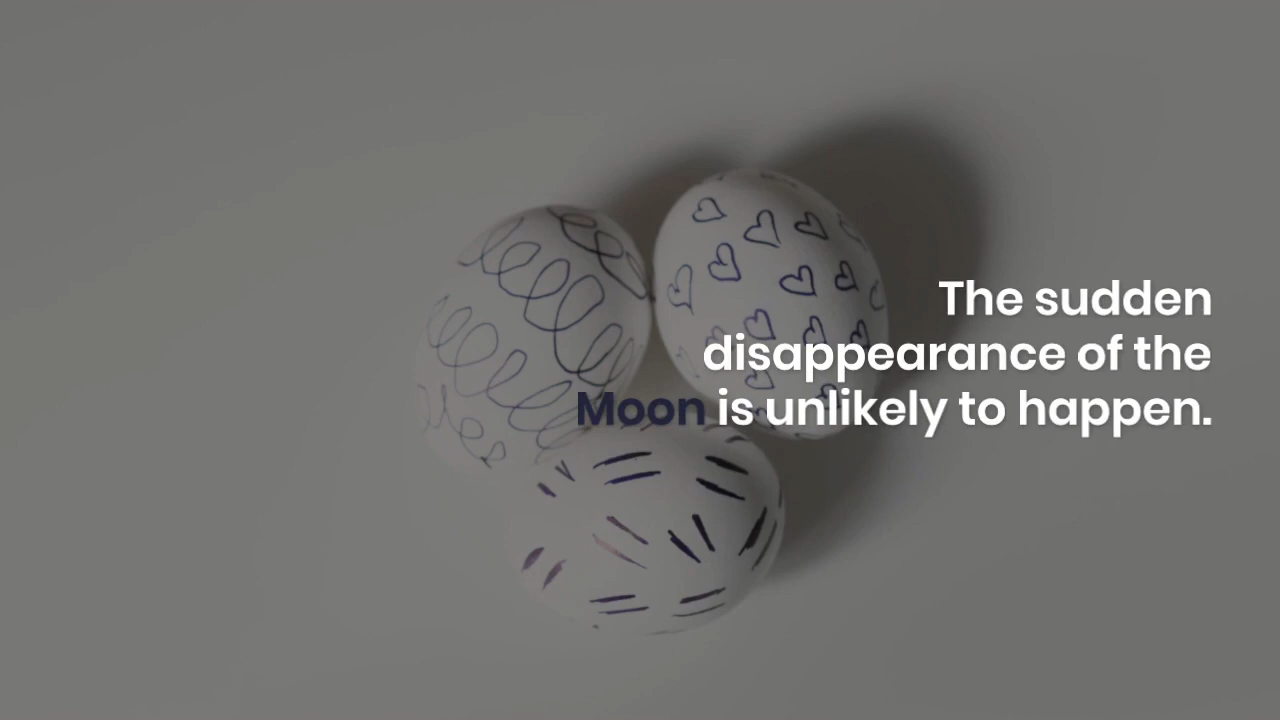 The sudden
disappearance of the
Moon is unlikely to happen.